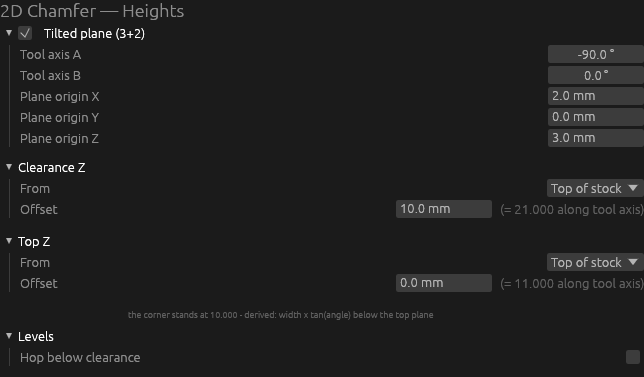 2D Chamfer — Heights
Tilted plane (3+2)
Tool axis A -90.0 °
Tool axis B 0.0 °
Plane origin X 2.0 mm
Plane origin Y 0.0 mm
Plane origin Z 3.0 mm
Clearance Z
From Top of stock
Offset 10.0 mm (= 21.000 along tool axis)
Top Z
From Top of stock
Offset 0.0 mm (= 11.000 along tool axis)
the corner stands at 10.000 - derived: width x tan(angle) below the top plane
Levels
Hop below clearance